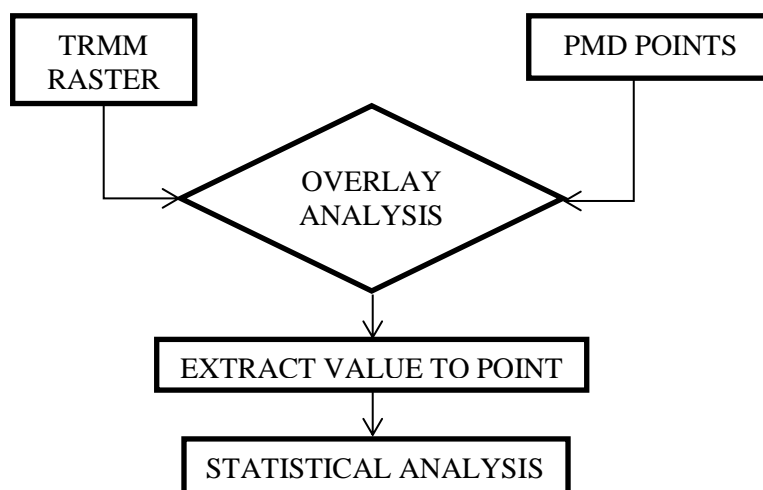 TRMM
RASTER
PMD POINTS
OVERLAY
ANALYSIS
EXTRACT VALUE TO POINT
STATISTICAL ANALYSIS